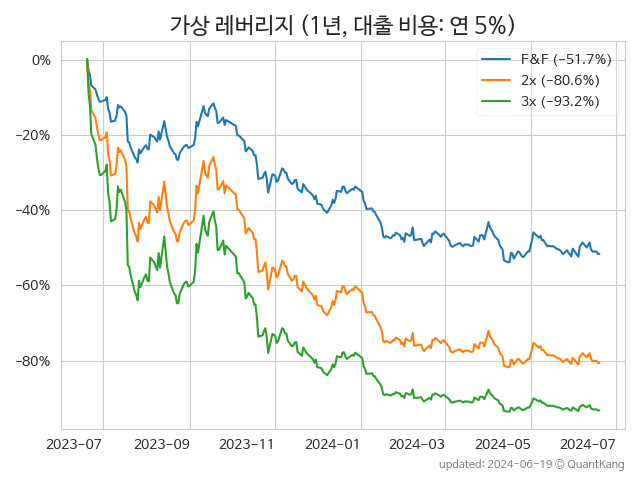 가상 레버리지 (1년, 대출 비용: 연 5%)
F&F (−51.7%)
2x (−80.6%)
3x (−93.2%)
0%
−20%
−40%
−60%
−80%
2023−07 2023−09 2023−11 2024−01 2024−03 2024−05 2024−07
updated: 2024−06−19 © QuantKang